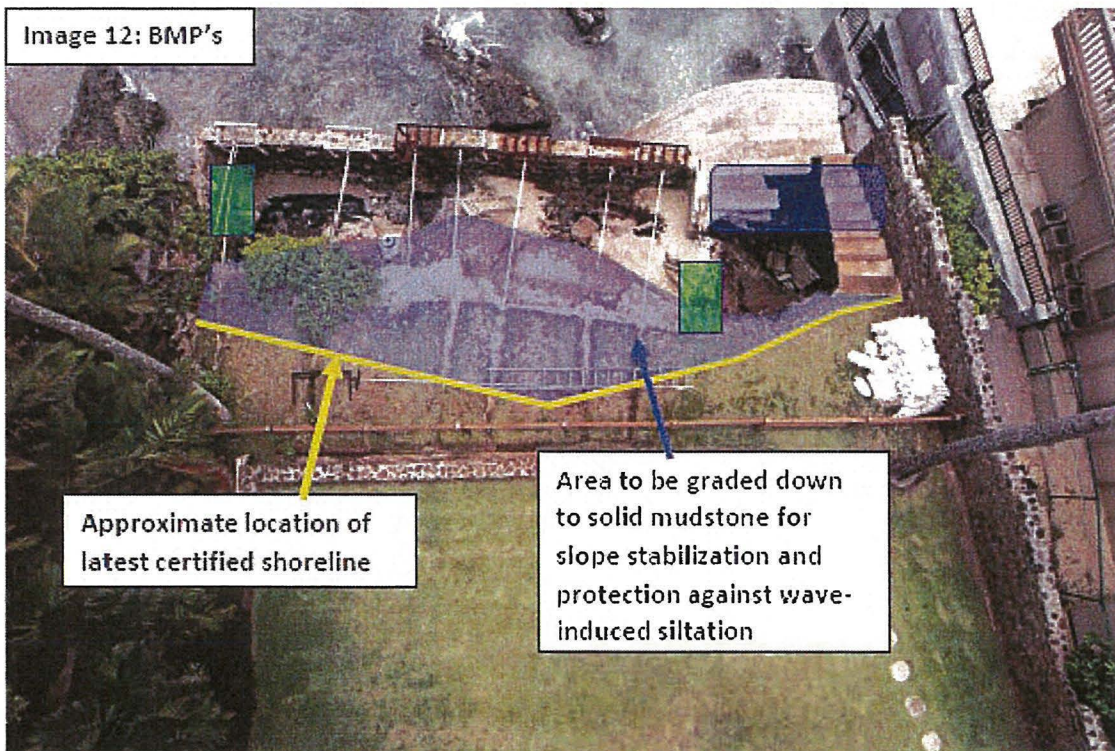 Image 12: BMP's
Approximate location of
latest certified shoreline
Area to be graded down
to solid mudstone for
slope stabilization and
protection against wave-
induced siltation